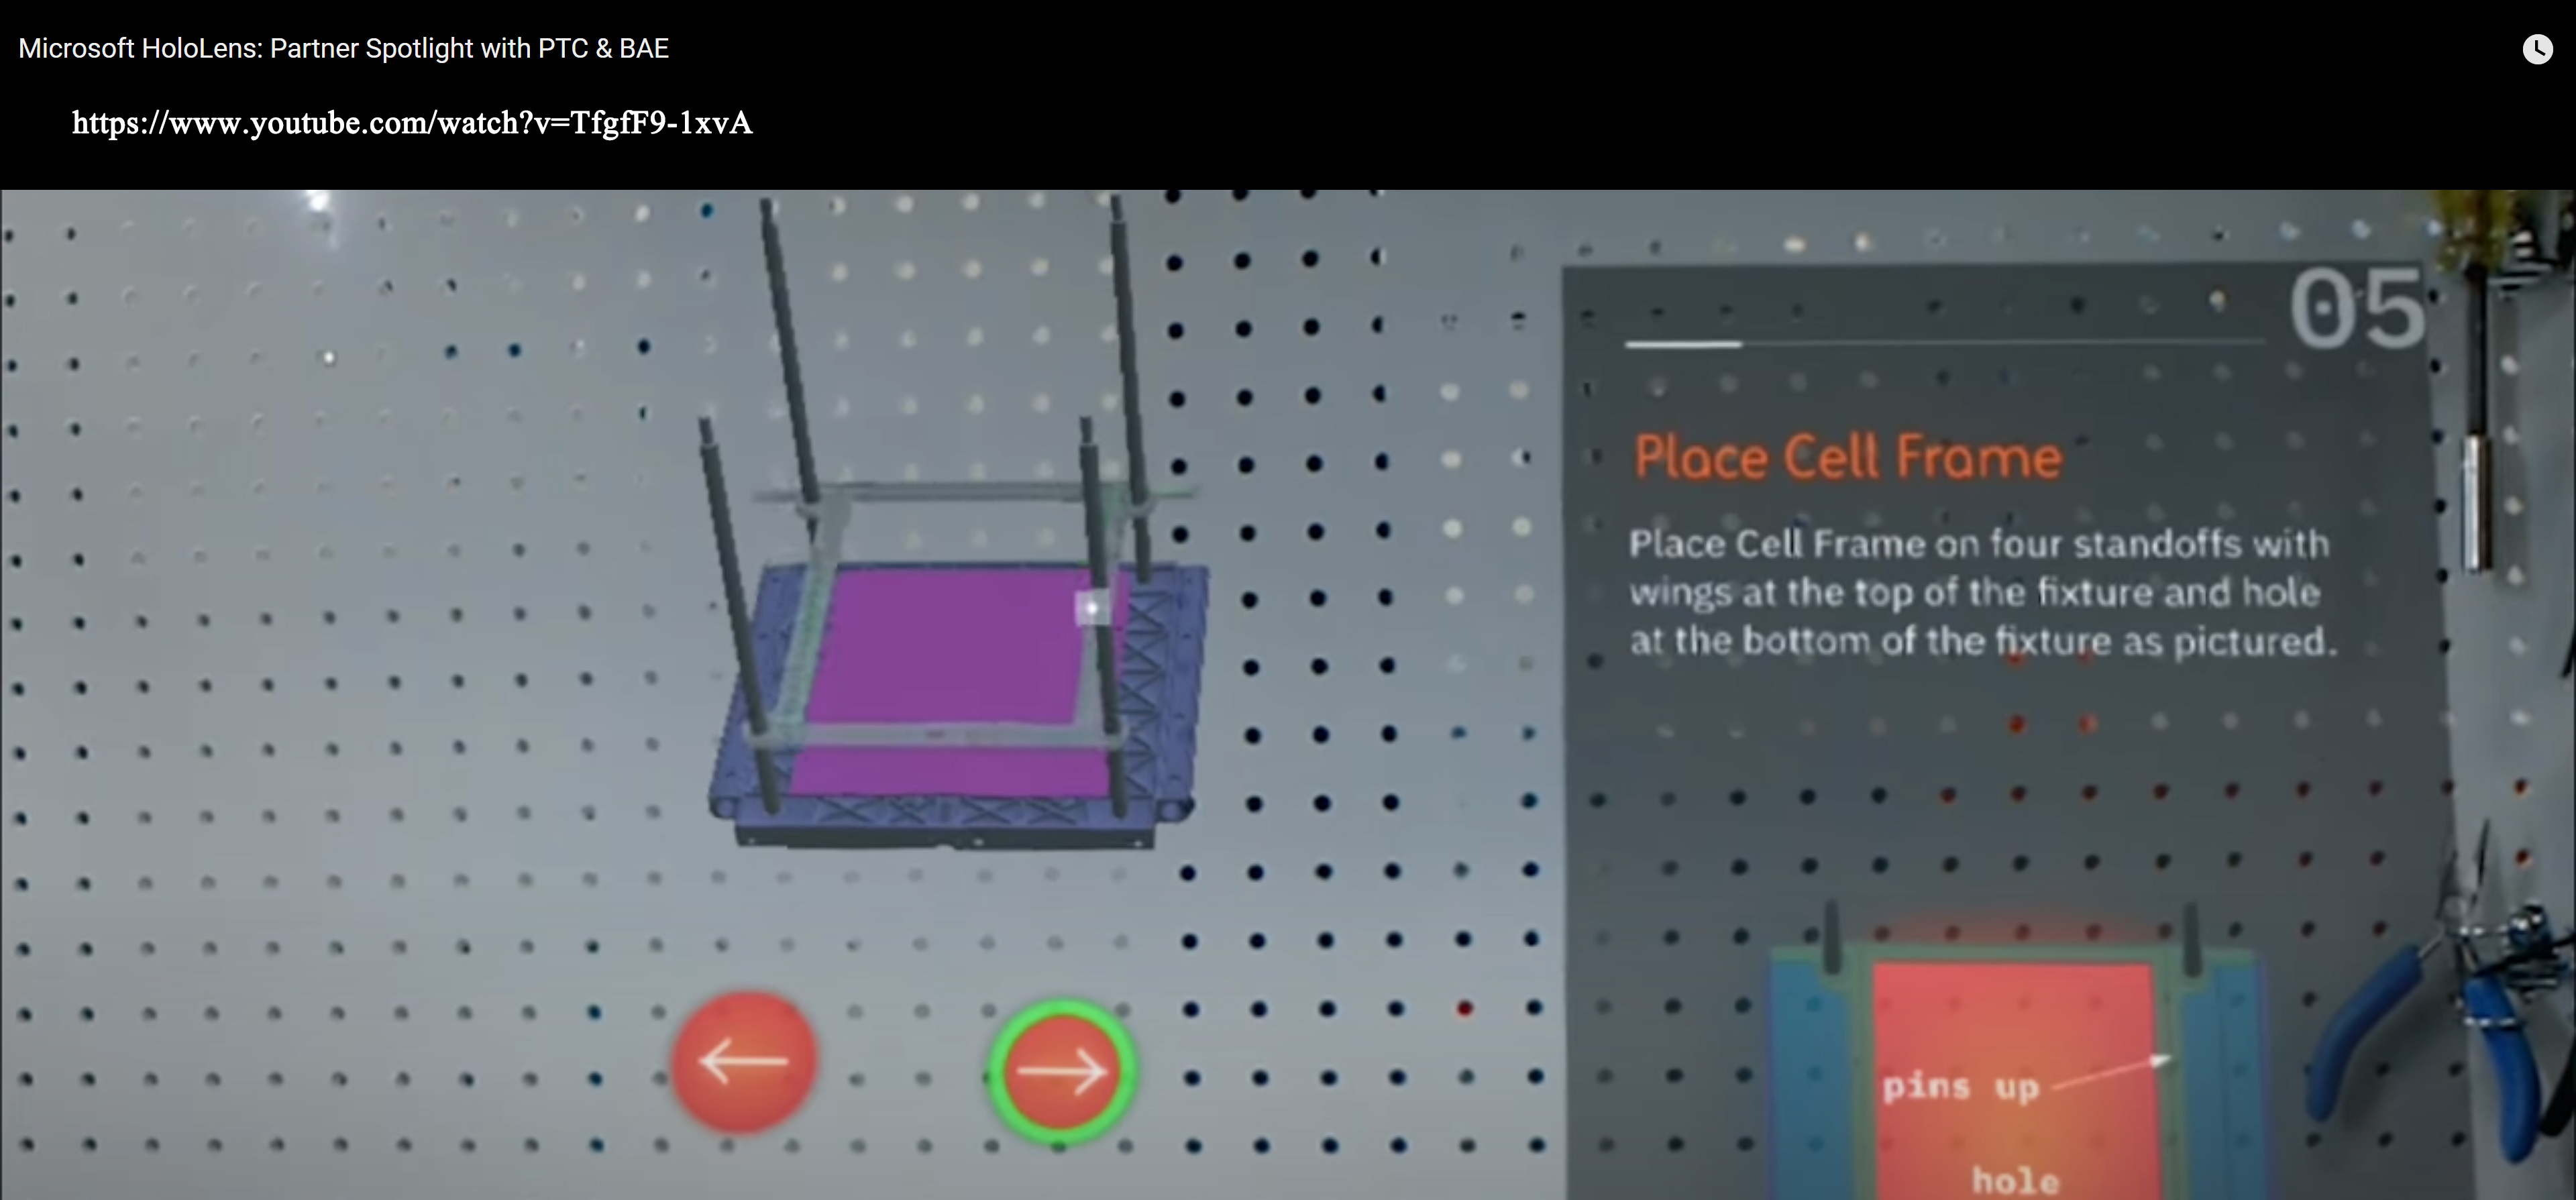 Microsoft HoloLens: Partner Spotlight with PTC & BAE
https://www.youtube.com/watch?v=TfgfF9-1xvA
05
Place Cell Frame
Place Cell Frame on four standoffs with
wings at the top of the fixture and hole
at the bottom of the fixture as pictured.
pins up
hole